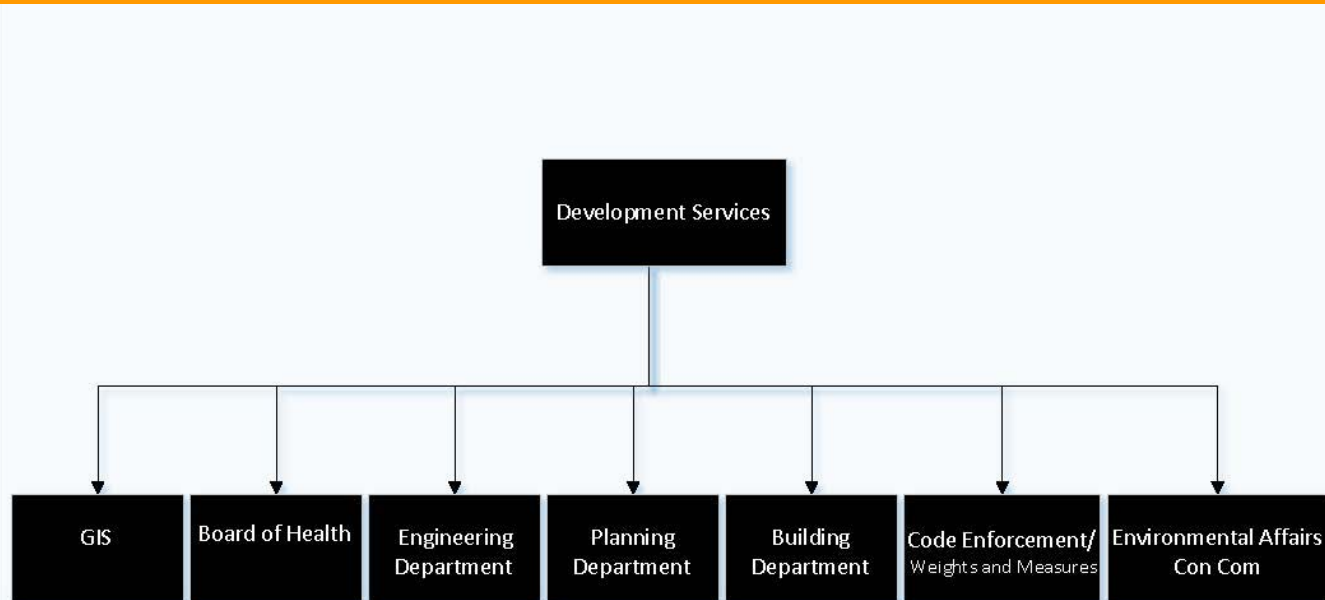 Development Services
GIS
Board of Health
Engineering
Department
Planning
Department
Building
Department
Code Enforcement/
Weights and Measures
Environmental Affairs
Con Com